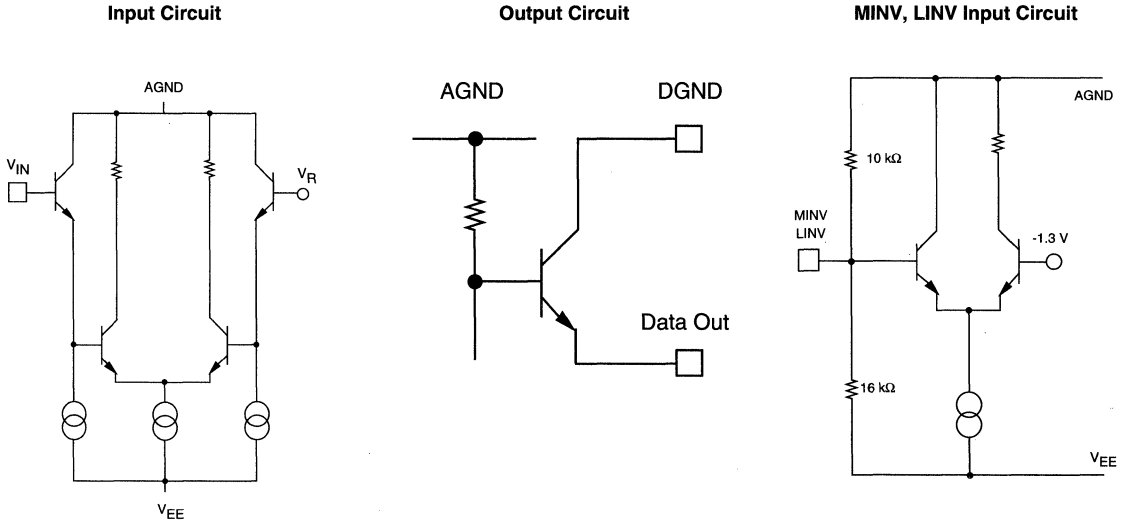 Input Circuit
AGND
VIN
VR
VEE
Output Circuit
AGND
DGND
Data Out
MINV, LINV Input Circuit
AGND
10 kΩ
MINV
LINV
-1.3 V
16 kΩ
VEE